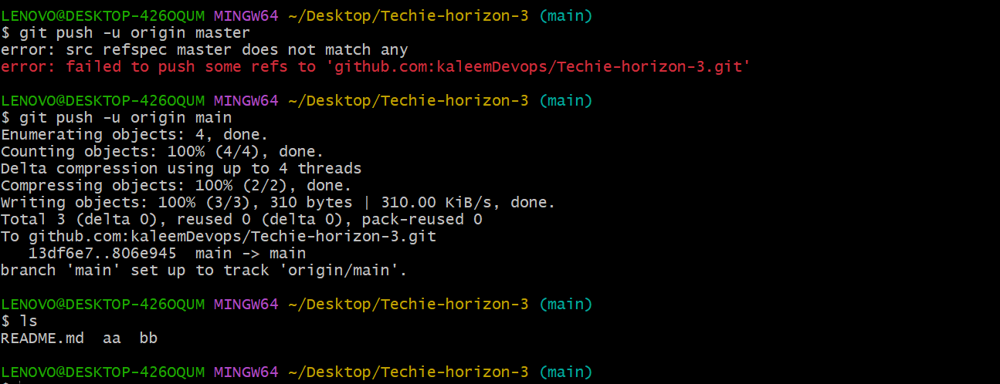 LENOVO@DESKTOP-426OQUM MINGW64 ~/Desktop/Techie-horizon-3 (main)
$ git push -u origin master
error: src refspec master does not match any
error: failed to push some refs to 'github.com:kaleemDevops/Techie-horizon-3.git'
LENOVO@DESKTOP-426OQUM MINGW64 ~/Desktop/Techie-horizon-3 (main)
$ git push -u origin main
Enumerating objects: 4, done.
Counting objects: 100% (4/4), done.
Delta compression using up to 4 threads
Compressing objects: 100% (2/2), done.
Writing objects: 100% (3/3), 310 bytes | 310.00 KiB/s, done.
Total 3 (delta 0), reused 0 (delta 0), pack-reused 0
To github.com:kaleemDevops/Techie-horizon-3.git
   13df6e7..806e945  main -> main
branch 'main' set up to track 'origin/main'.
LENOVO@DESKTOP-426OQUM MINGW64 ~/Desktop/Techie-horizon-3 (main)
$ ls
README.md  aa  bb
LENOVO@DESKTOP-426OQUM MINGW64 ~/Desktop/Techie-horizon-3 (main)